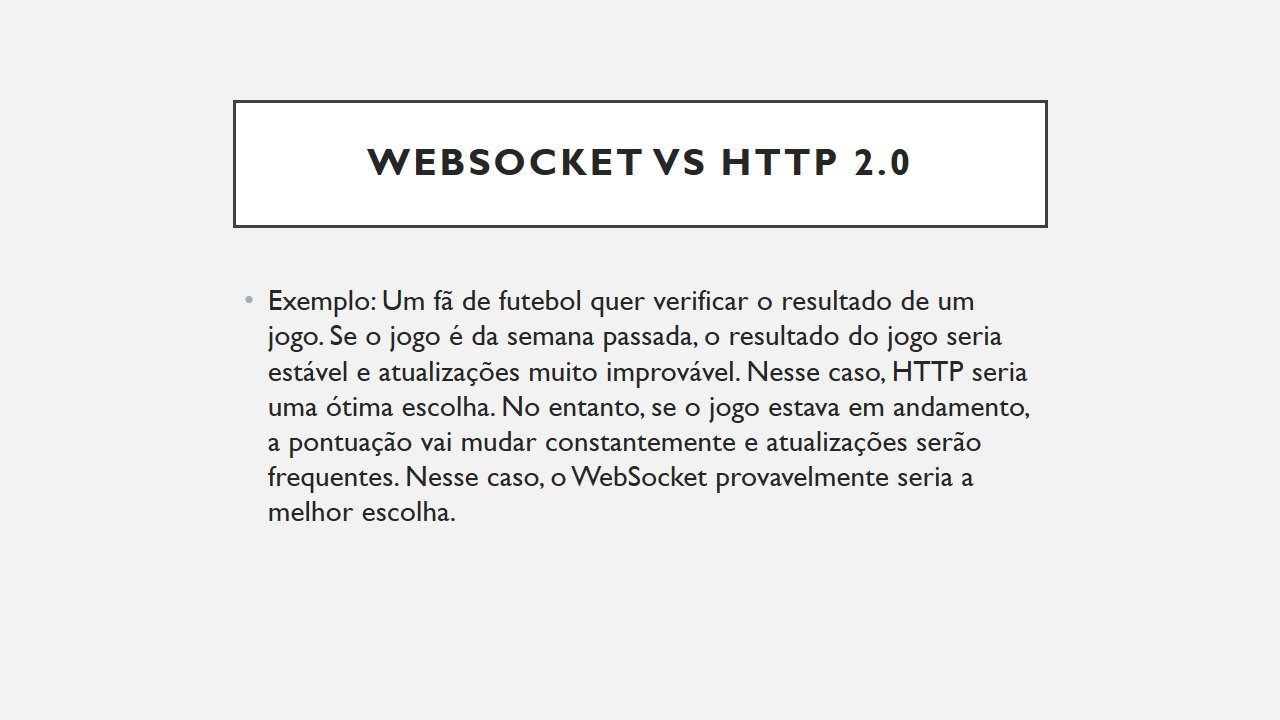 WEBSOCKET VS HTTP 2.0
• Exemplo: Um fã de futebol quer verificar o resultado de um
jogo. Se o jogo é da semana passada, o resultado do jogo seria
estável e atualizações muito improvável. Nesse caso, HTTP seria
uma ótima escolha. No entanto, se o jogo estava em andamento,
a pontuação vai mudar constantemente e atualizações serão
frequentes. Nesse caso, o WebSocket provavelmente seria a
melhor escolha.